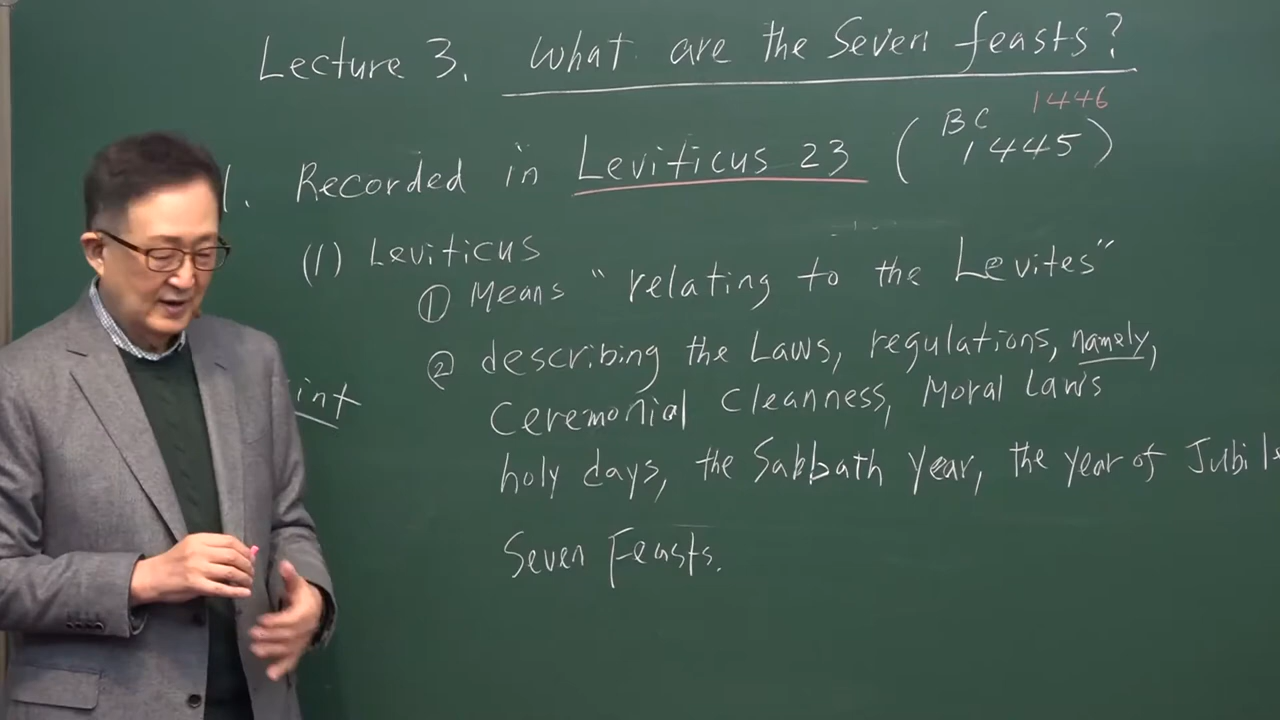 Lecture 3. What are the Seven feasts?
1446
1. Recorded in Leviticus 23 (BC 1445)
(1) Leviticus
① Means "relating to the Levites"
② describing the Laws, regulations, namely,
Ceremonial Cleanness, Moral Laws
holy days, the Sabbath Year, the year of Jubile
Seven Feasts.
int